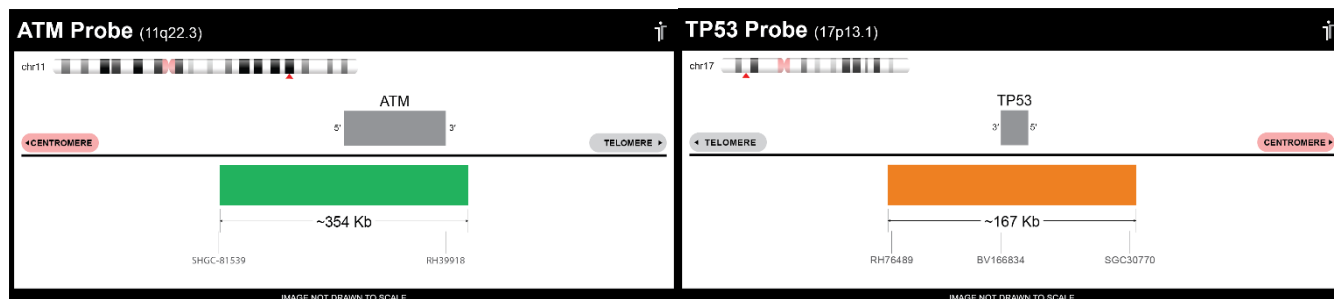 ATM Probe (11q22.3)
chr11
ATM
5' 3'
◂CENTROMERE TELOMERE ▸
~354 Kb
SHGC-81539 RH39918
IMAGE NOT DRAWN TO SCALE
TP53 Probe (17p13.1)
chr17
TP53
3' 5'
◂ TELOMERE CENTROMERE▸
~167 Kb
RH76489 BV166834 SGC30770
IMAGE NOT DRAWN TO SCALE